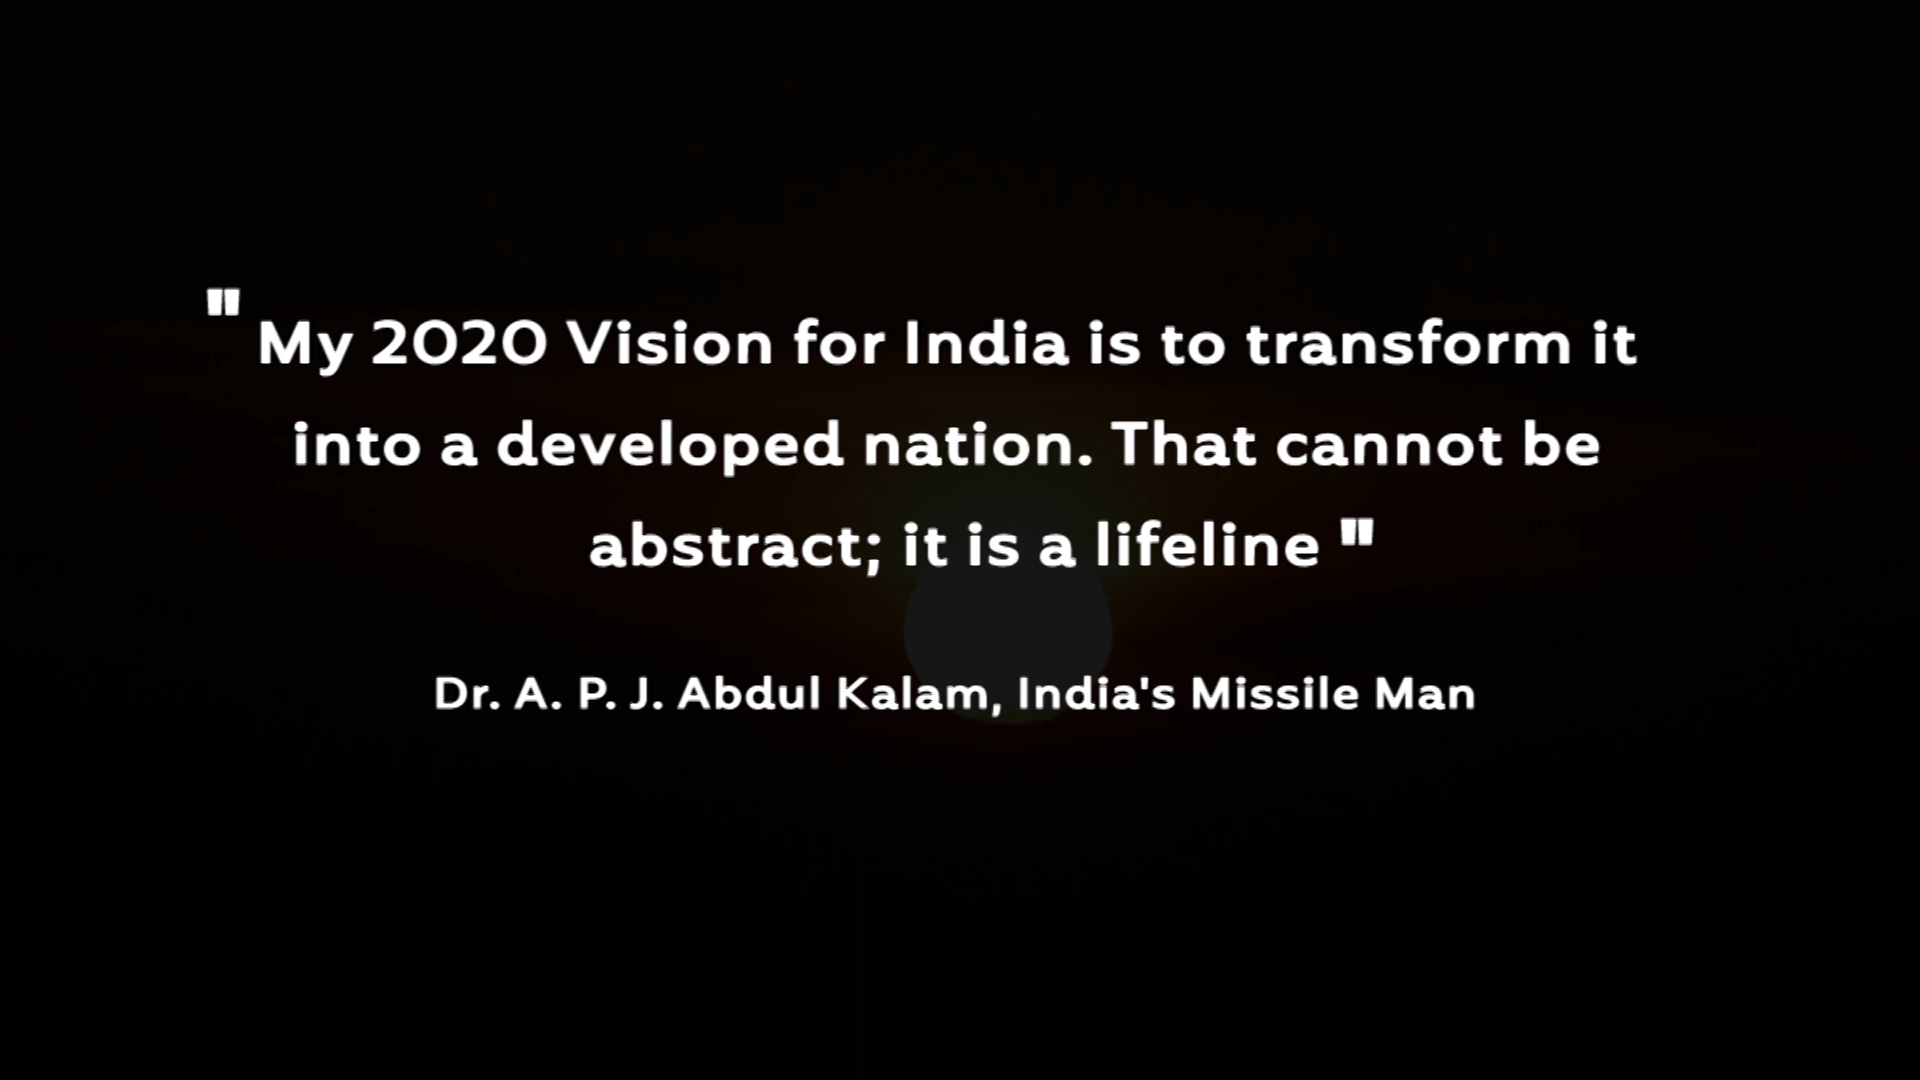 " My 2020 Vision for India is to transform it
into a developed nation. That cannot be
abstract; it is a lifeline "
Dr. A. P. J. Abdul Kalam, India's Missile Man